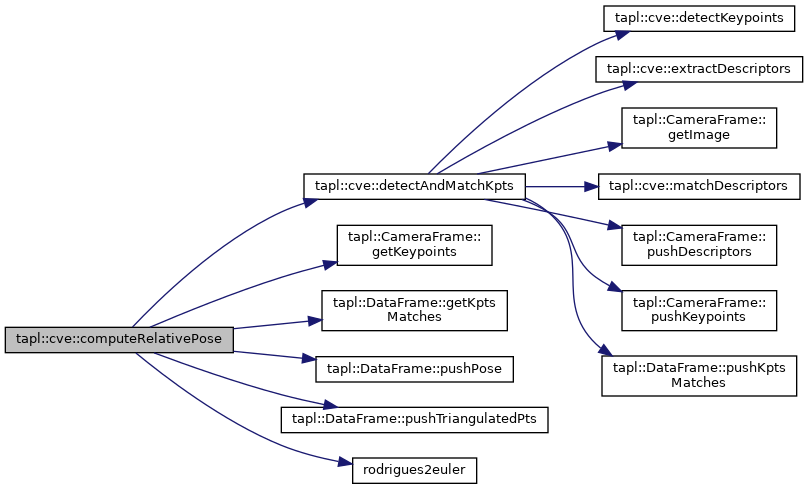 tapl::cve::computeRelativePose
tapl::cve::detectAndMatchKpts
tapl::CameraFrame::
getKeypoints
tapl::DataFrame::getKpts
Matches
tapl::DataFrame::pushPose
tapl::DataFrame::pushTriangulatedPts
rodrigues2euler
tapl::cve::detectKeypoints
tapl::cve::extractDescriptors
tapl::CameraFrame::
getImage
tapl::cve::matchDescriptors
tapl::CameraFrame::
pushDescriptors
tapl::CameraFrame::
pushKeypoints
tapl::DataFrame::pushKpts
Matches